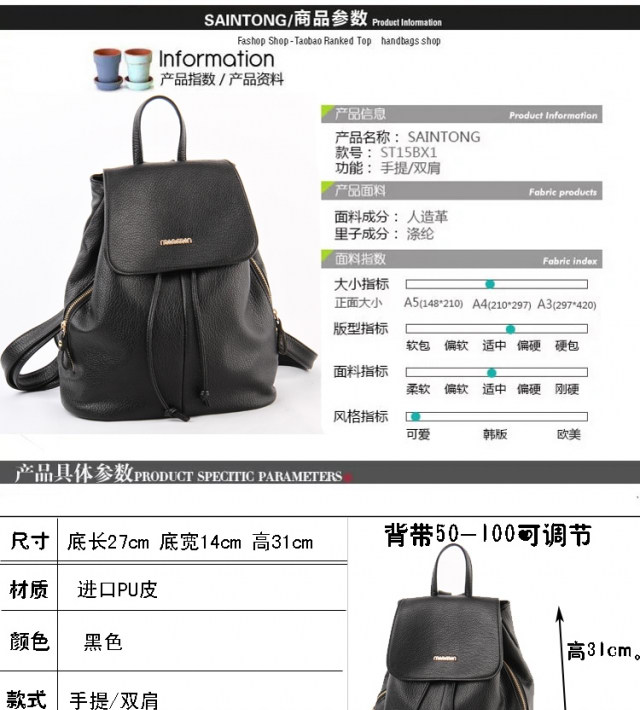 SAINTONG/商品参数 Product Information
Fashop Shop -Taobao Ranked Top handbags shop
Information
产品指数 / 产品资料
产品信息 Product Information
产品名称： SAINTONG
款号： ST15BX1
功能： 手提/双肩
产品面料 Fabric products
面料成分： 人造革
里子成分： 涤纶
面料指数 Fabric index
大小指标
正面大小 A5(148*210) A4(210*297) A3(297*420)
版型指标
软包 偏软 适中 偏硬 硬包
面料指标
柔软 偏软 适中 偏硬 刚硬
风格指标
可爱 韩版 欧美
产品具体参数PRODUCT SPECITIC PARAMETERS
尺寸 底长27cm 底宽14cm 高31cm
材质 进口PU皮
颜色 黑色
款式 手提/双肩
背带50-100可调节
高31cm。